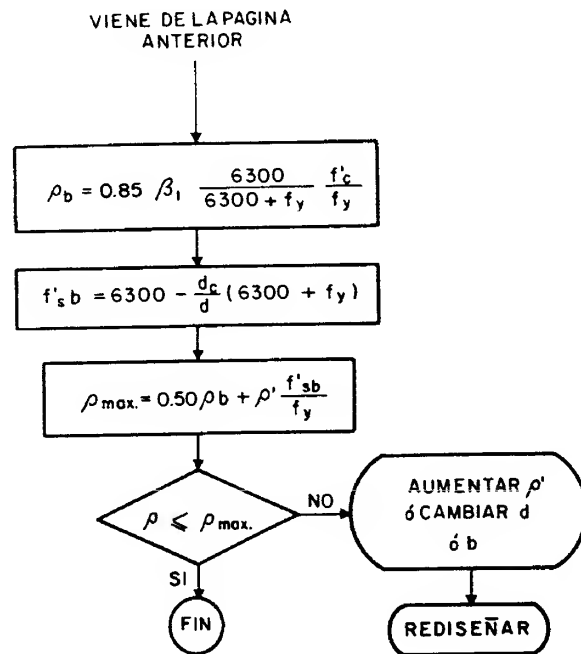 VIENE DE LA PAGINA
ANTERIOR
ρb = 0.85 β1 6300/(6300 + fy) f'c/fy
f's b = 6300 - dc/d (6300 + fy)
ρmax. = 0.50 ρb + ρ' f'sb/fy
ρ ⩽ ρmax.
NO
AUMENTAR ρ'
ó CAMBIAR d
ó b
SI
FIN
REDISEÑAR